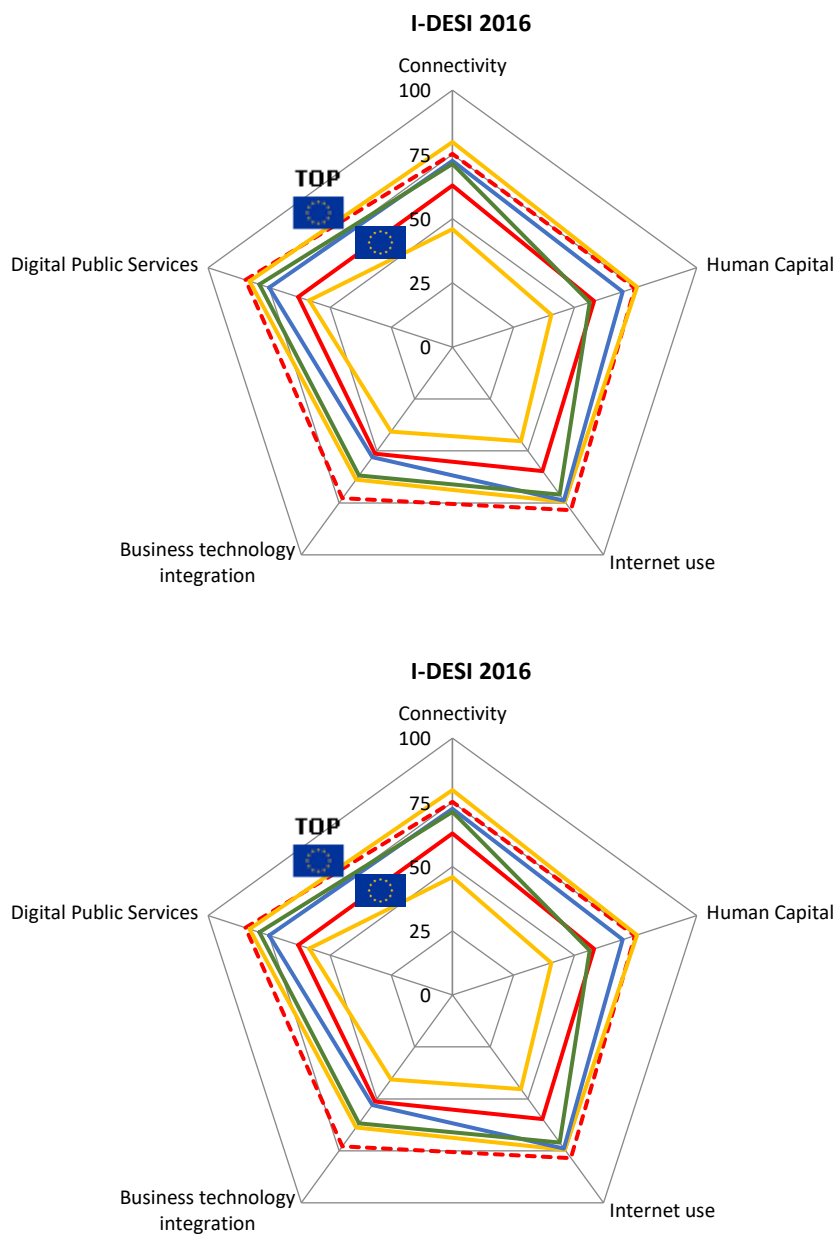 I-DESI 2016
Connectivity
100
75
TOP
50
Digital Public Services
Human Capital
25
0
Business technology
integration
Internet use
I-DESI 2016
Connectivity
100
75
TOP
50
Digital Public Services
Human Capital
25
0
Business technology
integration
Internet use